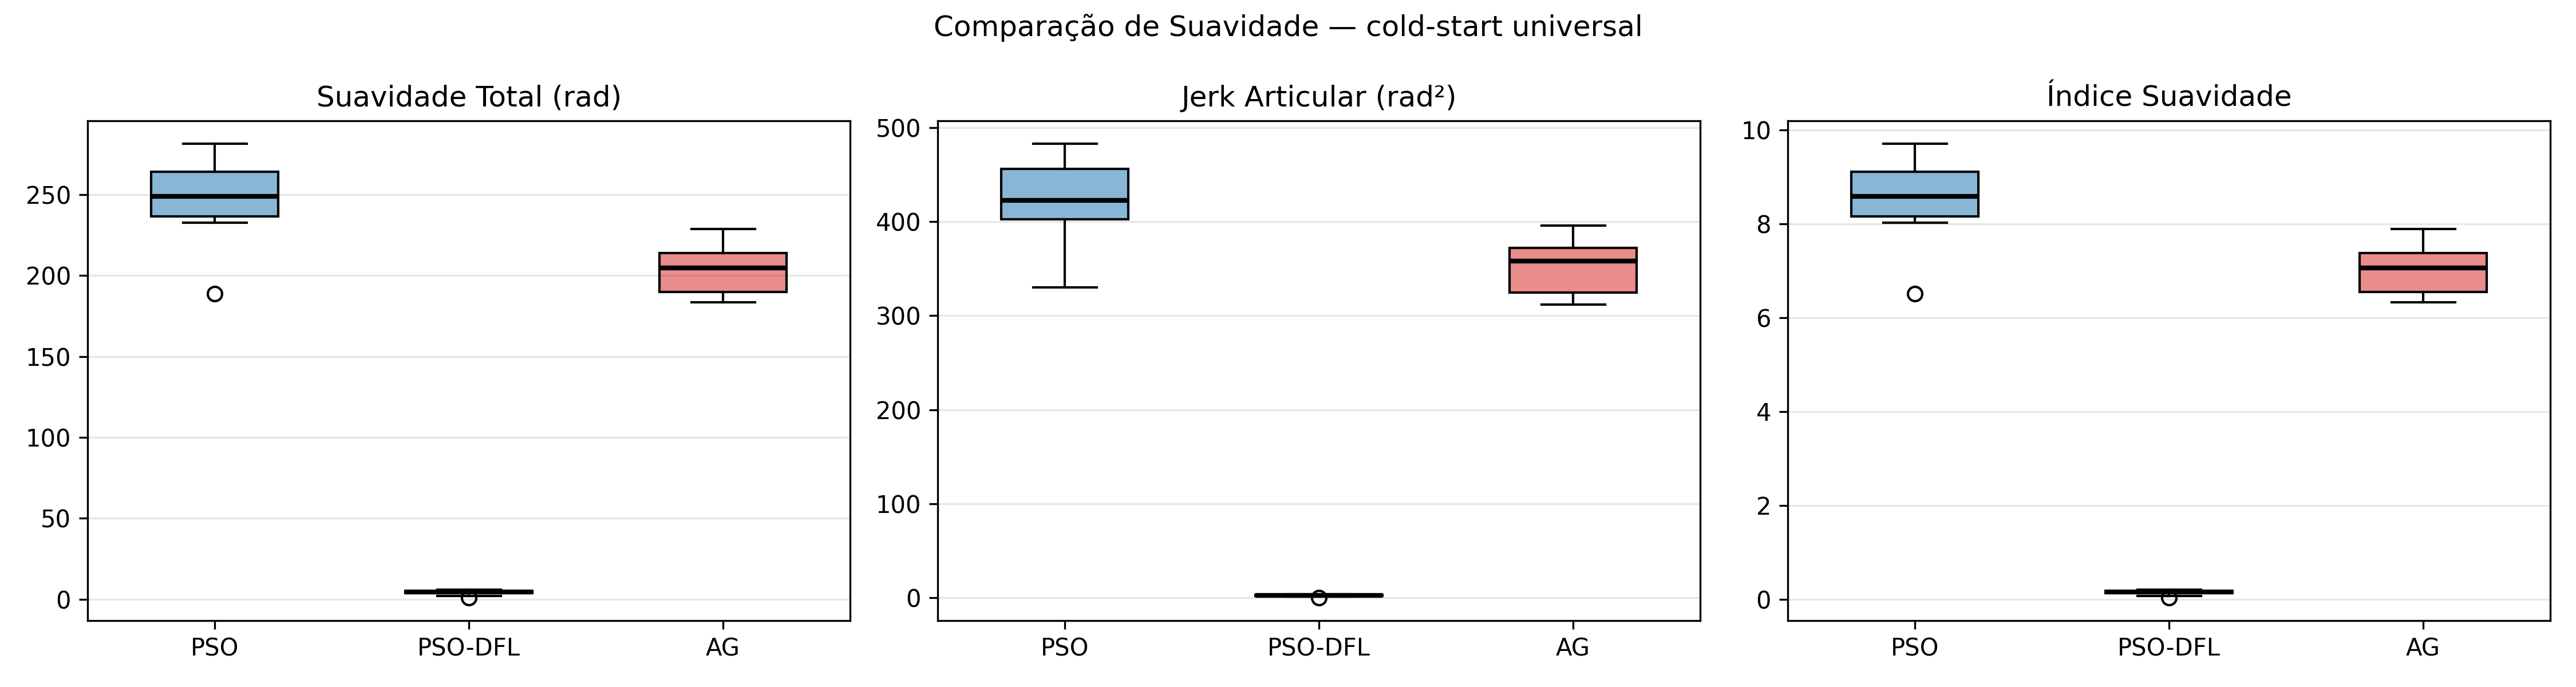 Comparação de Suavidade — cold-start universal
Suavidade Total (rad)
250
200
150
100
50
0
PSO
PSO-DFL
AG
Jerk Articular (rad²)
500
400
300
200
100
0
PSO
PSO-DFL
AG
Índice Suavidade
10
8
6
4
2
0
PSO
PSO-DFL
AG